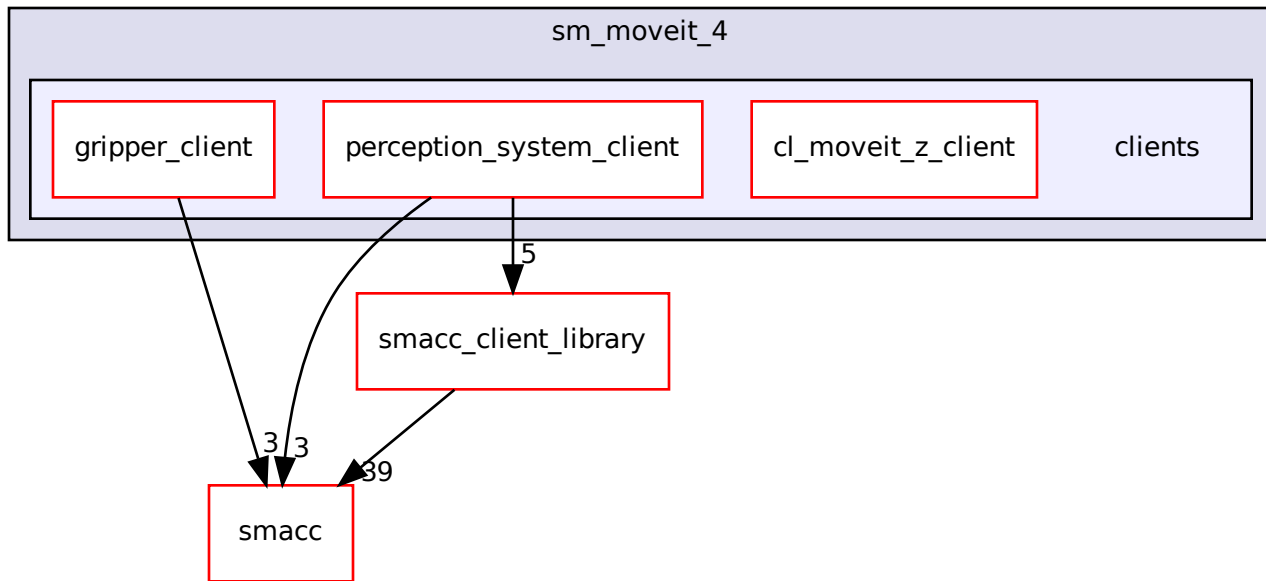 sm_moveit_4
gripper_client
perception_system_client
cl_moveit_z_client
clients
5
smacc_client_library
3
3
39
smacc